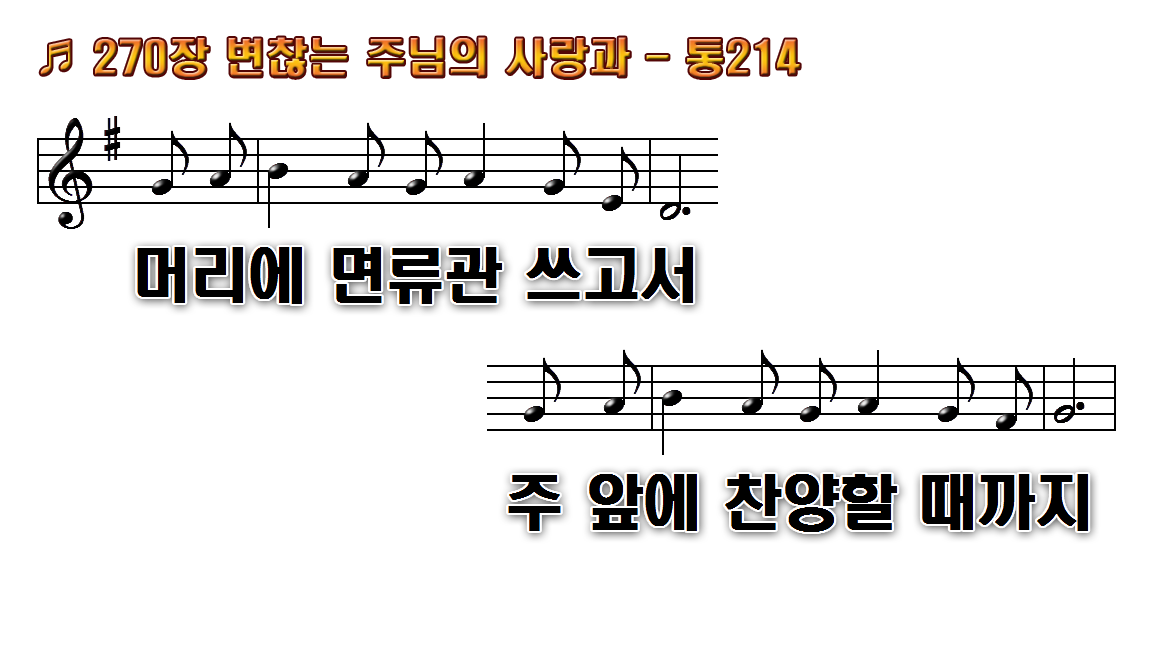 ♬ 270장 변찮는 주님의 사랑과 - 통214
머리에 면류관 쓰고서
주 앞에 찬양할 때까지